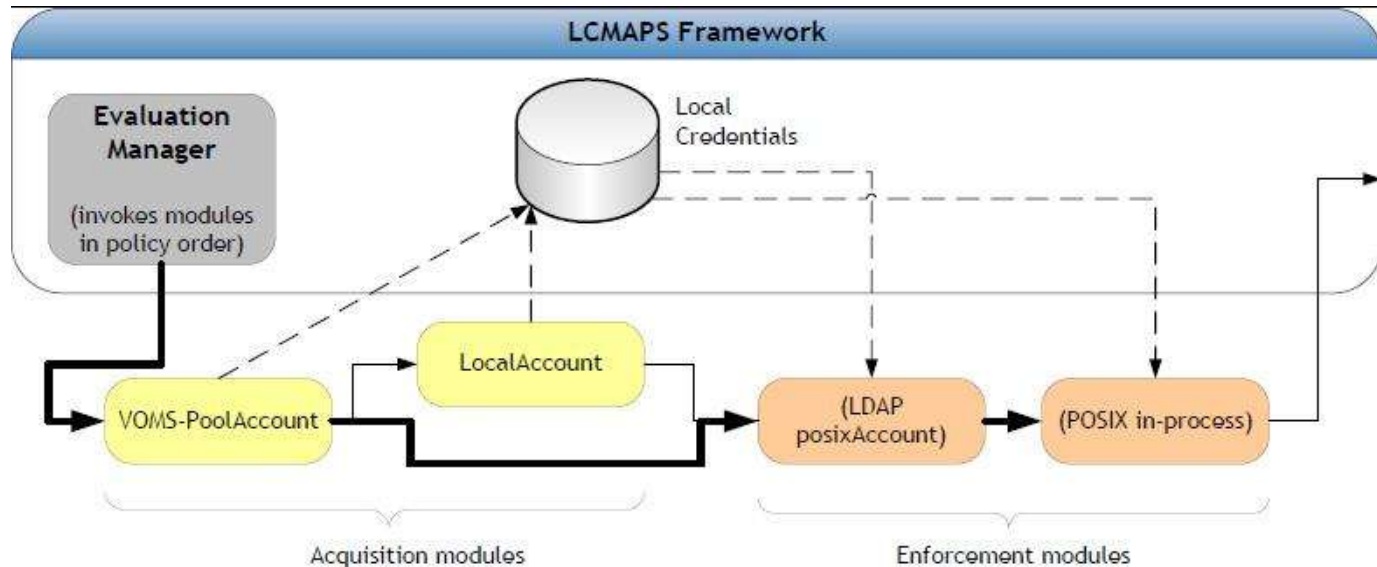 LCMAPS Framework
Evaluation
Manager
(invokes modules
in policy order)
Local
Credentials
LocalAccount
VOMS-PoolAccount
(LDAP
posixAccount)
(POSIX in-process)
Acquisition modules
Enforcement modules